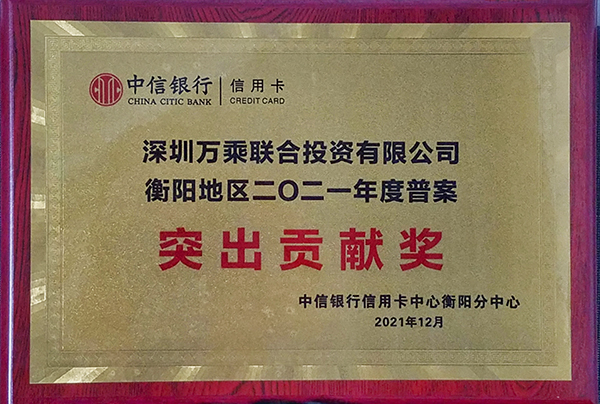 中信银行 信用卡
CHINA CITIC BANK CREDIT CARD
深圳万乘联合投资有限公司
衡阳地区二〇二一年度普案
突出贡献奖
中信银行信用卡中心衡阳分中心
2021年12月